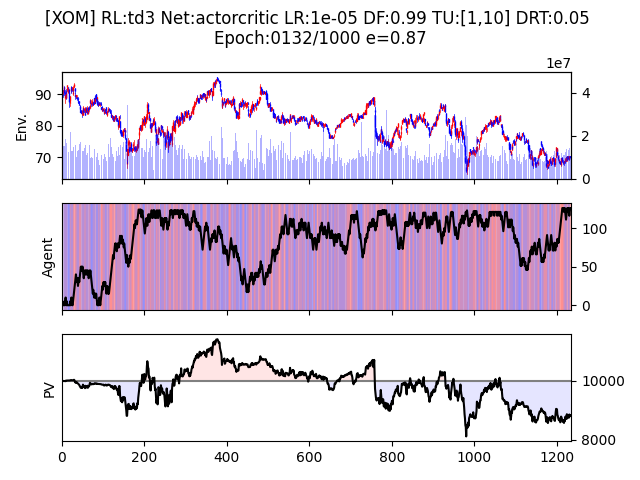 [XOM] RL:td3 Net:actorcritic LR:1e-05 DF:0.99 TU:[1,10] DRT:0.05
Epoch:0132/1000 e=0.87
1e7
90
80
70
Env.
4
2
0
Agent
100
50
0
PV
10000
8000
0 200 400 600 800 1000 1200